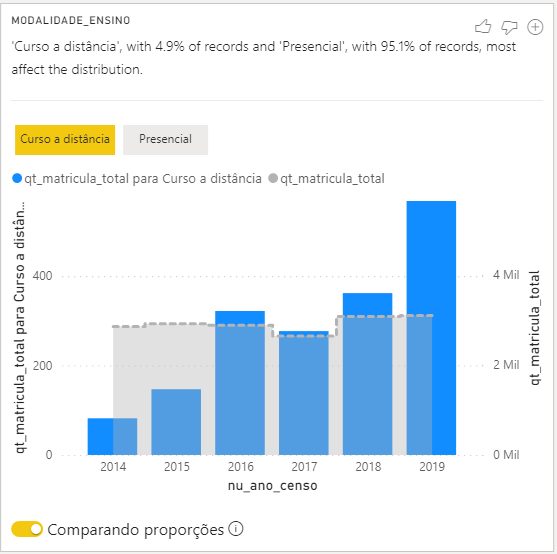 MODALIDADE_ENSINO
'Curso a distância', with 4.9% of records and 'Presencial', with 95.1% of records, most
affect the distribution.
Curso a distância
Presencial
qt_matricula_total para Curso a distância
qt_matricula_total
qt_matricula_total para Curso a distân...
400
200
0
4 Mil
2 Mil
0 Mil
qt_matricula_total
2014
2015
2016
2017
2018
2019
nu_ano_censo
Comparando proporções